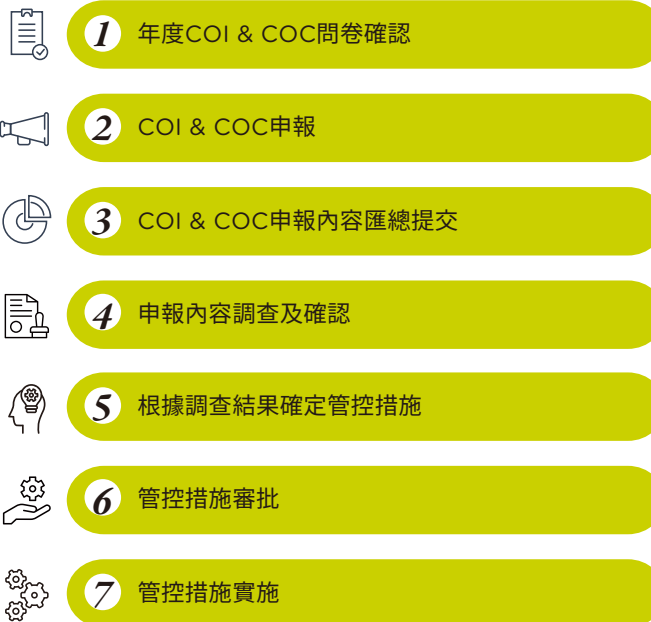 1 年度COI & COC問卷確認
2 COI & COC申報
3 COI & COC申報內容匯總提交
4 申報內容調查及確認
5 根據調查結果確定管控措施
6 管控措施審批
7 管控措施實施